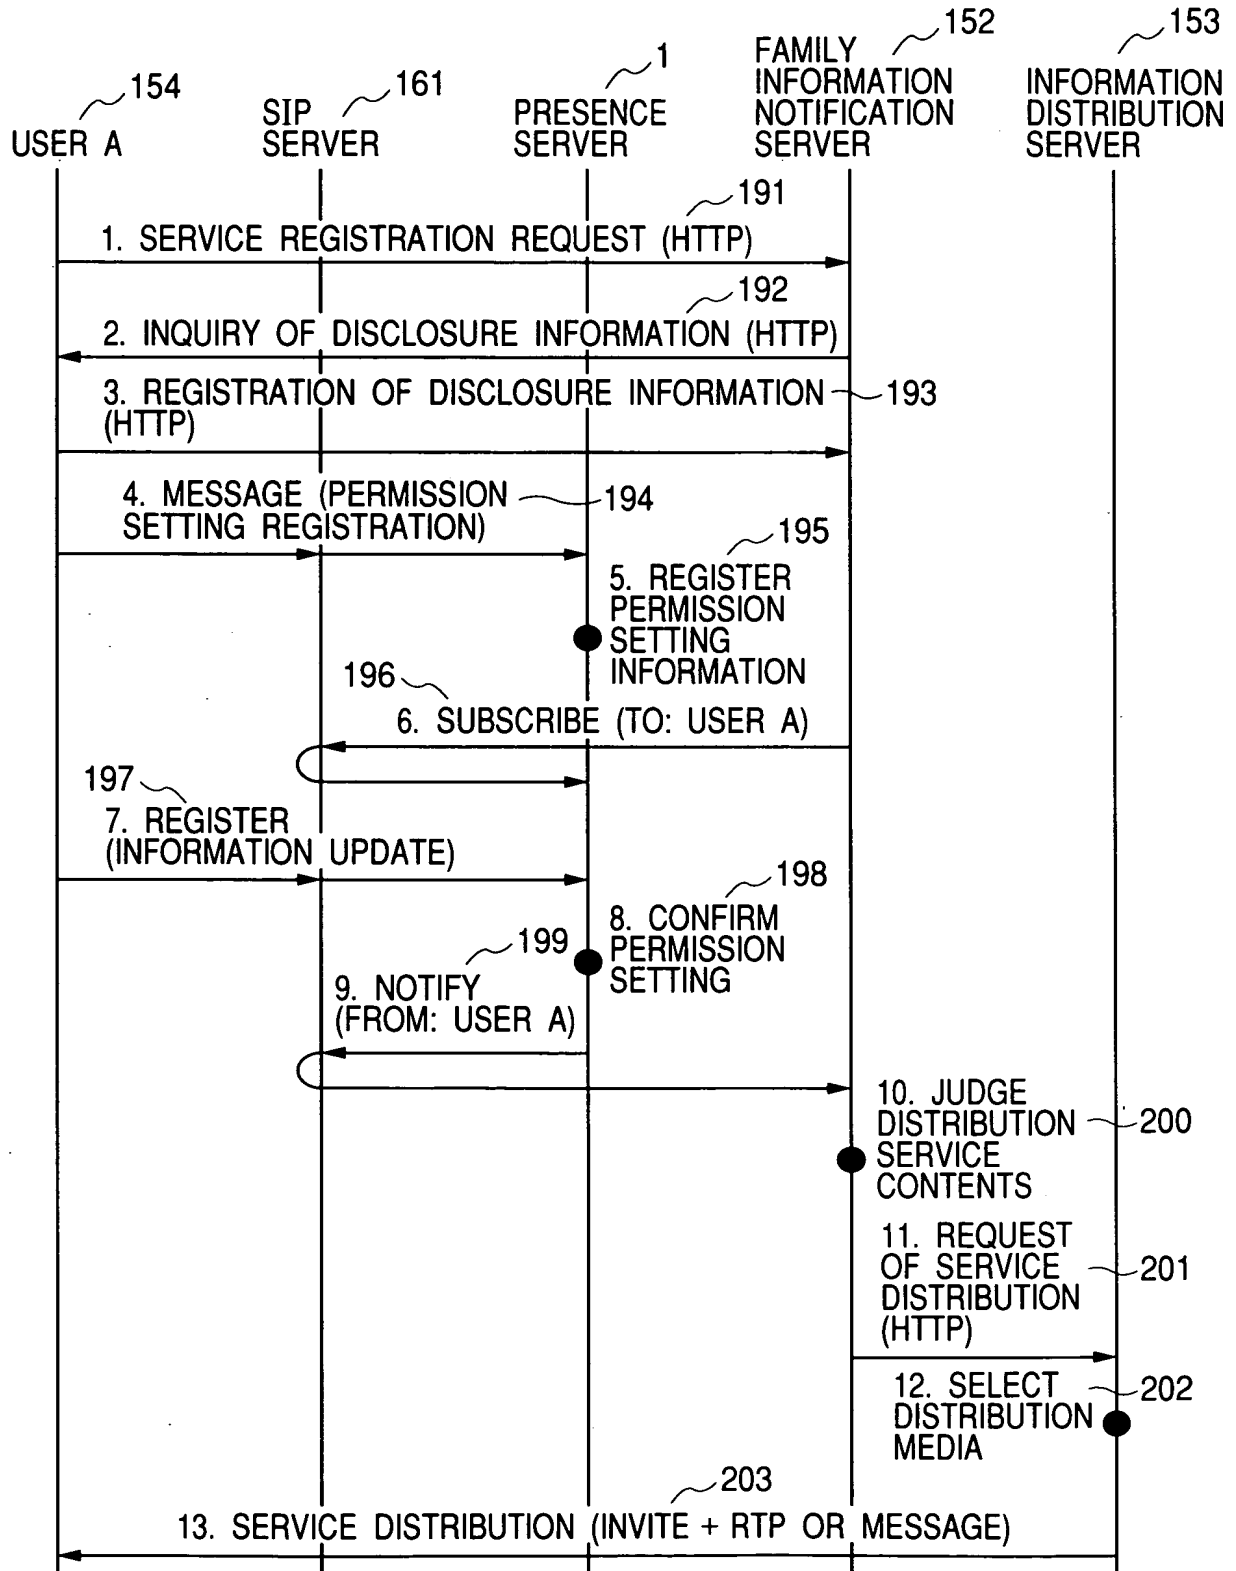 154
USER A
161
SIP
SERVER
1
PRESENCE
SERVER
152
FAMILY
INFORMATION
NOTIFICATION
SERVER
153
INFORMATION
DISTRIBUTION
SERVER
191
1. SERVICE REGISTRATION REQUEST (HTTP)
192
2. INQUIRY OF DISCLOSURE INFORMATION (HTTP)
3. REGISTRATION OF DISCLOSURE INFORMATION 193
(HTTP)
4. MESSAGE (PERMISSION 194
SETTING REGISTRATION)
195
5. REGISTER
PERMISSION
SETTING
INFORMATION
196
6. SUBSCRIBE (TO: USER A)
197
7. REGISTER
(INFORMATION UPDATE)
198
8. CONFIRM
PERMISSION
SETTING
199
9. NOTIFY
(FROM: USER A)
10. JUDGE
DISTRIBUTION 200
SERVICE
CONTENTS
11. REQUEST
OF SERVICE 201
DISTRIBUTION
(HTTP)
12. SELECT 202
DISTRIBUTION
MEDIA
203
13. SERVICE DISTRIBUTION (INVITE + RTP OR MESSAGE)